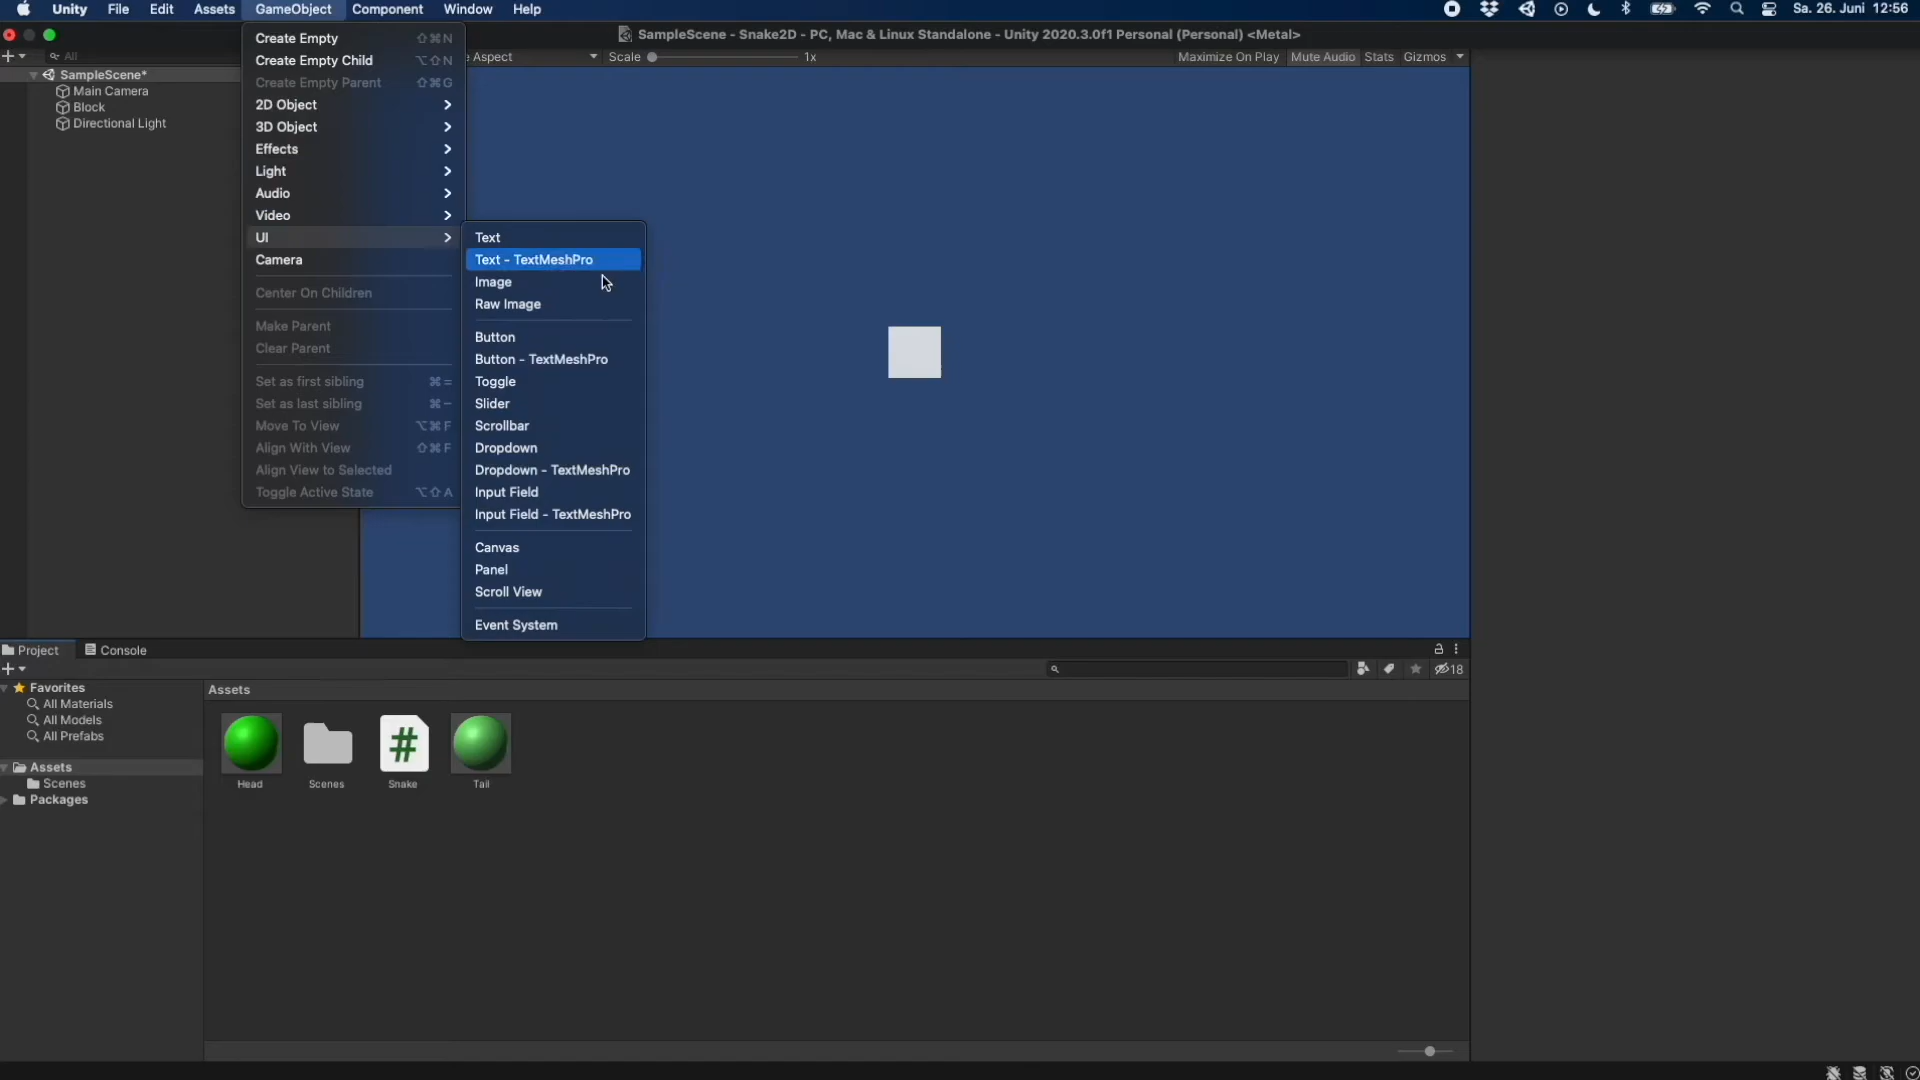 Unity File Edit Assets GameObject Component Window Help Sa. 26. Juni 12:56
SampleScene - Snake2D - PC, Mac & Linux Standalone - Unity 2020.3.0f1 Personal (Personal) <Metal>
All
Aspect Scale 1x Maximize On Play Mute Audio Stats Gizmos
SampleScene*
Main Camera
Block
Directional Light
Create Empty ⇧⌘N
Create Empty Child ⌥⇧N
Create Empty Parent ⇧⌘G
2D Object
3D Object
Effects
Light
Audio
Video
UI
Camera
Center On Children
Make Parent
Clear Parent
Set as first sibling ⌘=
Set as last sibling ⌘-
Move To View ⌥⌘F
Align With View ⇧⌘F
Align View to Selected
Toggle Active State ⌥⇧A
Text
Text - TextMeshPro
Image
Raw Image
Button
Button - TextMeshPro
Toggle
Slider
Scrollbar
Dropdown
Dropdown - TextMeshPro
Input Field
Input Field - TextMeshPro
Canvas
Panel
Scroll View
Event System
Project Console
18
Favorites
All Materials
All Models
All Prefabs
Assets
Scenes
Packages
Assets
#
Head Scenes Snake Tail